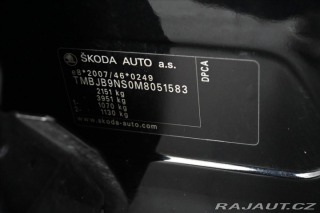 ŠKODA AUTO a.s.
e8*2007/46*0249
TMBJB9NS0M8051583
2151 kg
3951 kg
1070 kg
1130 kg
www.skoda-auto.com
DPCA
RAJAUT.CZ